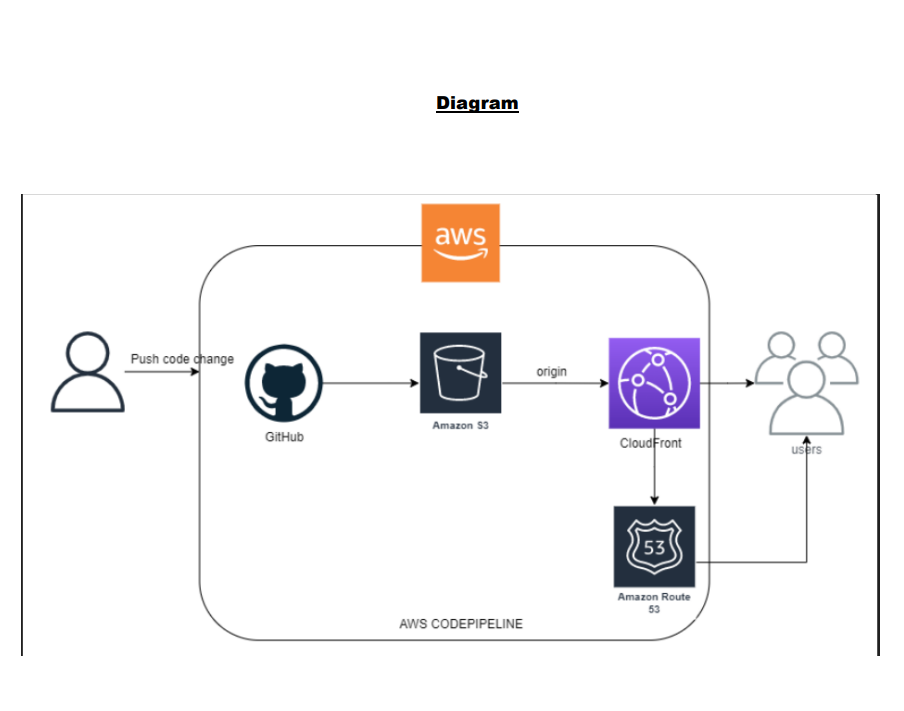 Diagram
aws
Push code change
GitHub
Amazon S3
origin
CloudFront
users
53
Amazon Route
53
AWS CODEPIPELINE